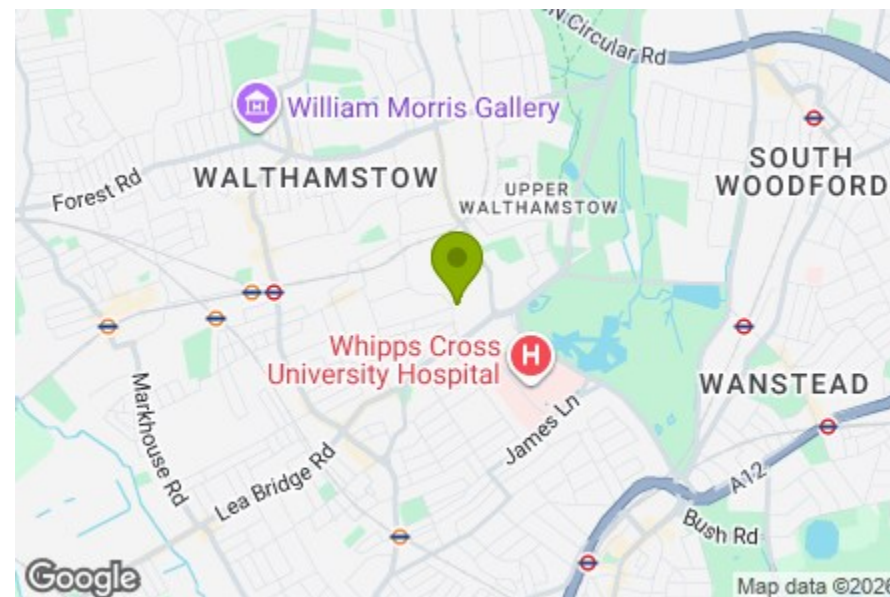 N Circular Rd
William Morris Gallery
SOUTH
WOODFORD
Forest Rd
WALTHAMSTOW
UPPER
WALTHAMSTOW
Whipps Cross
University Hospital
H
WANSTEAD
Markhouse Rd
James Ln
Lea Bridge Rd
A12
Bush Rd
Google
Map data ©2026